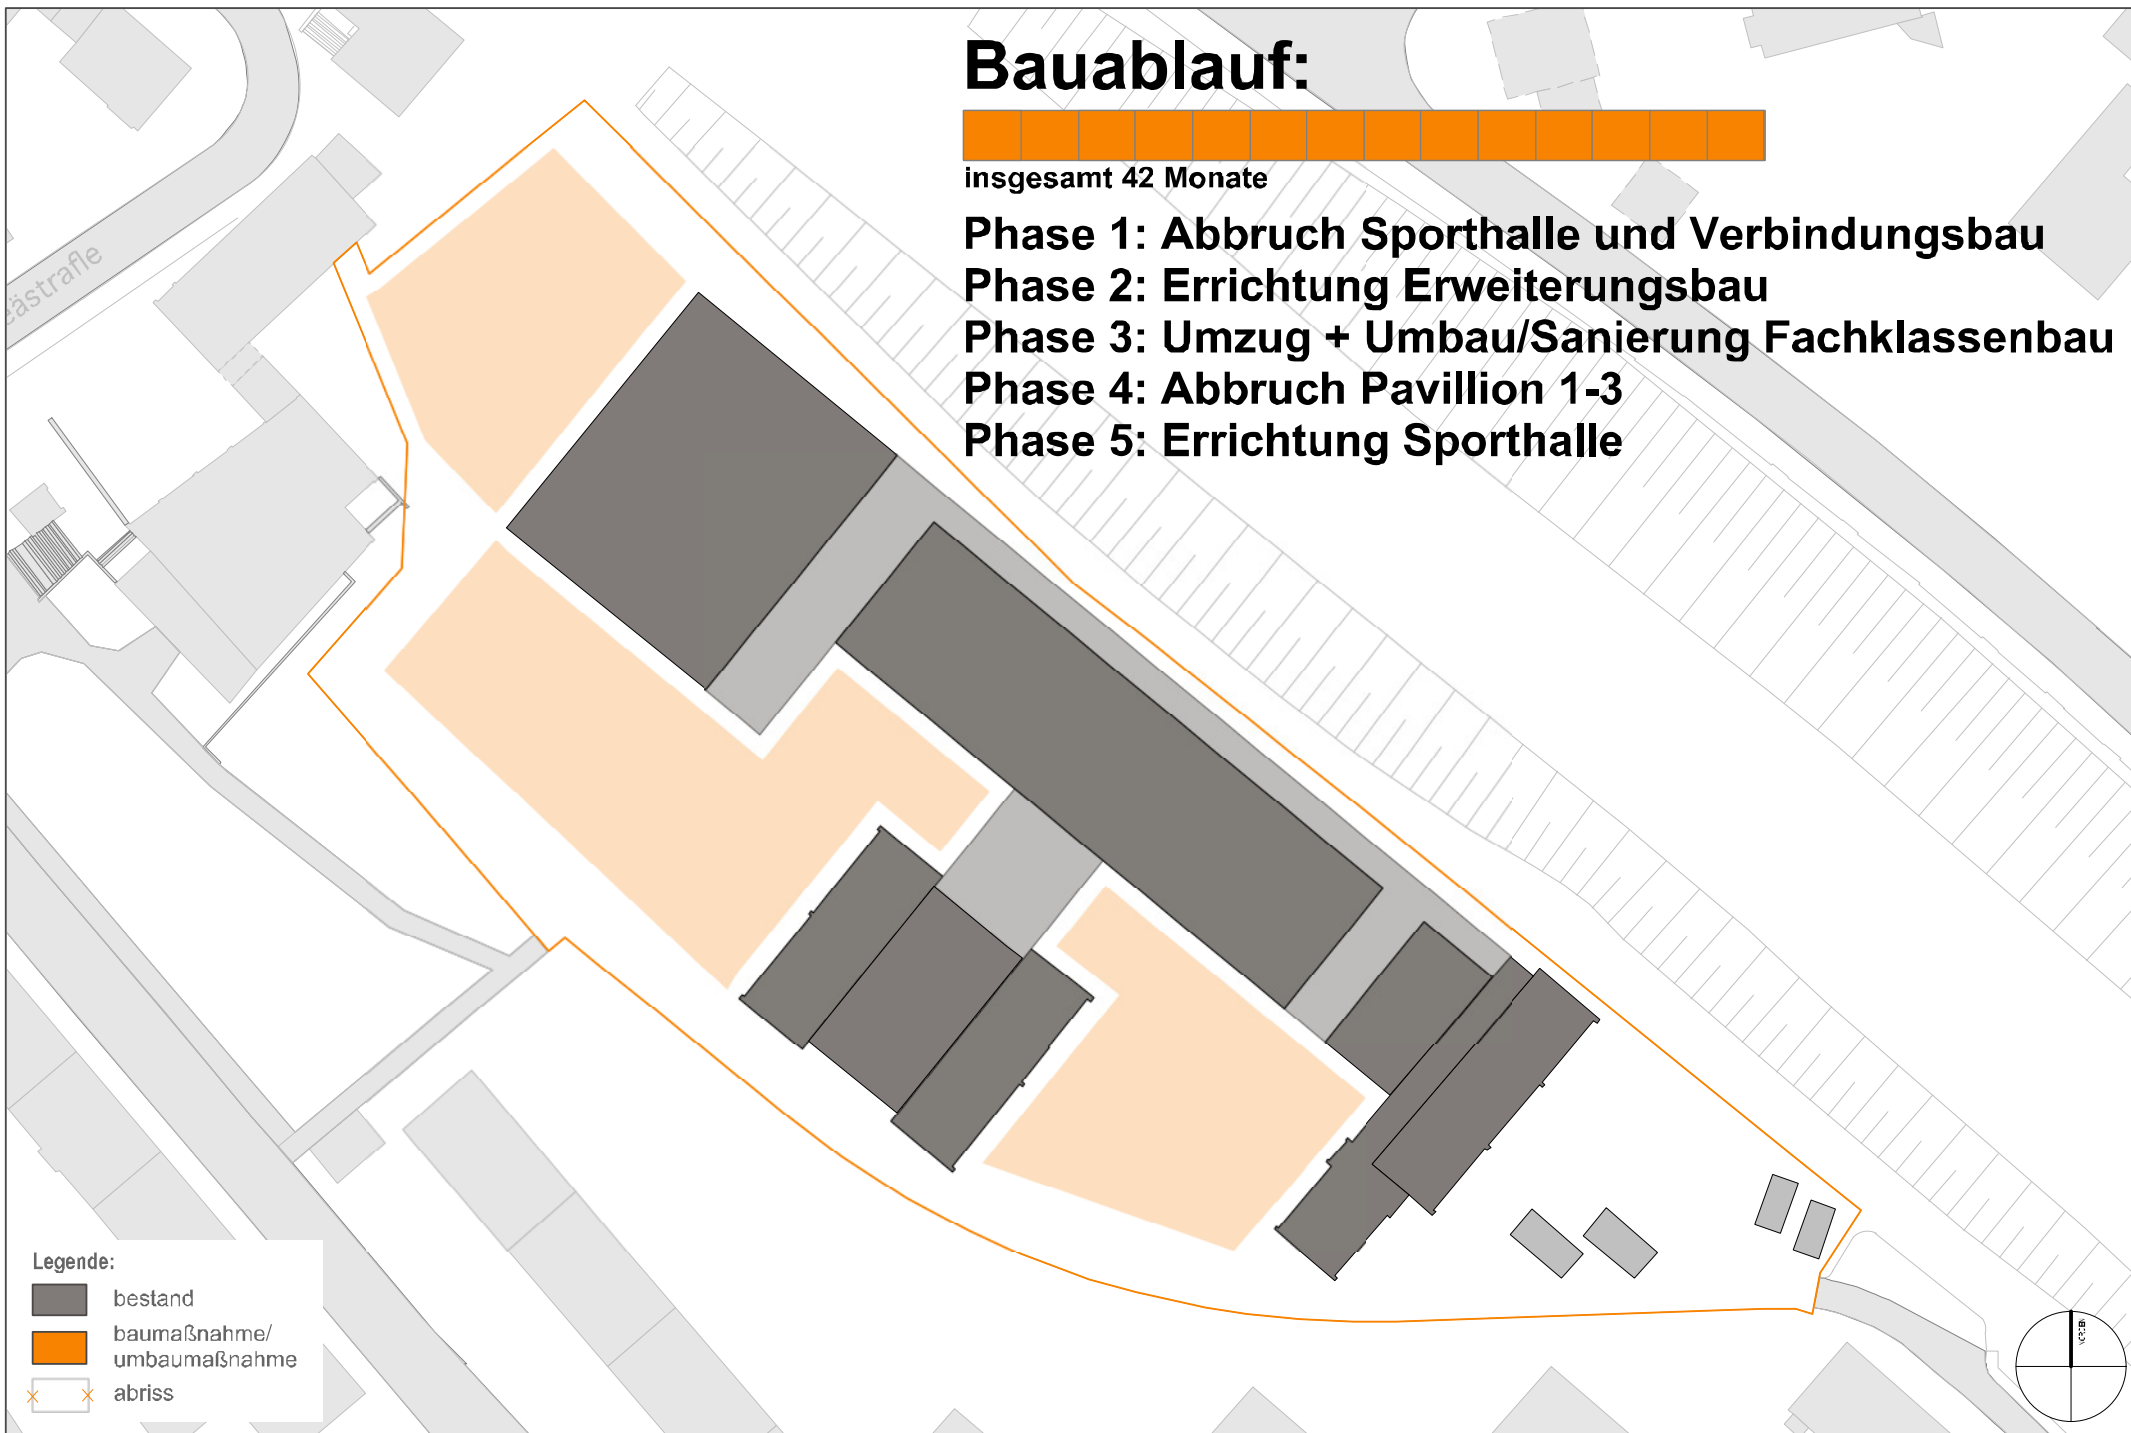 Bauablauf:
insgesamt 42 Monate
Phase 1: Abbruch Sporthalle und Verbindungsbau
Phase 2: Errichtung Erweiterungsbau
Phase 3: Umzug + Umbau/Sanierung Fachklassenbau
Phase 4: Abbruch Pavillion 1-3
Phase 5: Errichtung Sporthalle
Legende:
bestand
baumaßnahme/
umbaumaßnahme
abriss
NORDEN